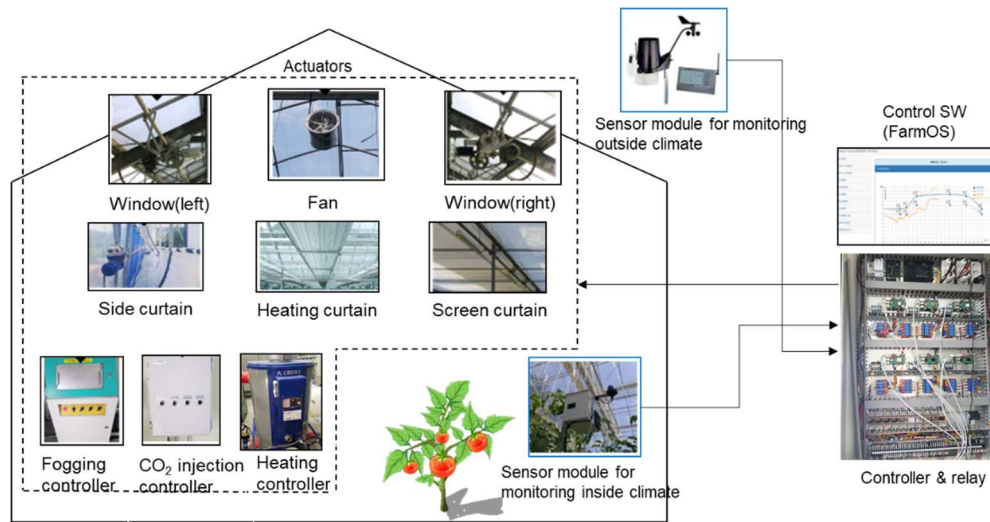 Actuators
Window(left)
Fan
Window(right)
Side curtain
Heating curtain
Screen curtain
Fogging
controller
CO₂ injection
controller
Heating
controller
Sensor module for monitoring
outside climate
Sensor module for
monitoring inside climate
Control SW
(FarmOS)
Controller & relay